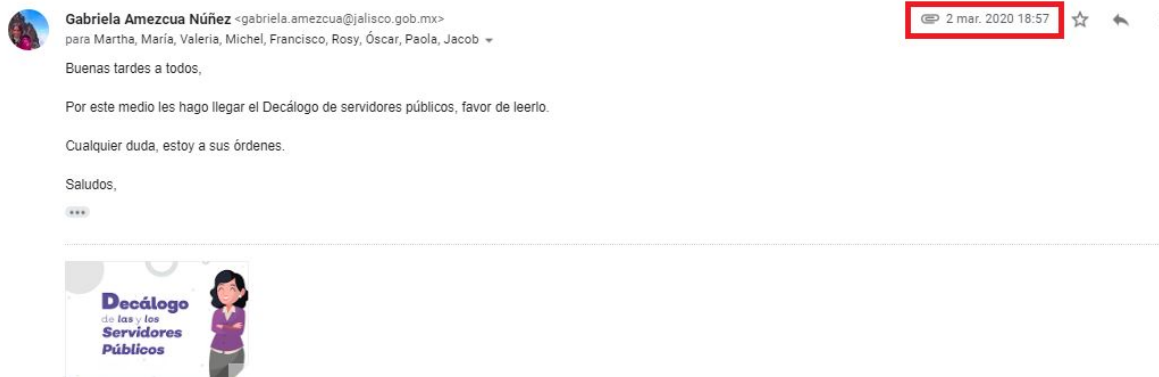 Gabriela Amezcua Núñez <gabriela.amezcua@jalisco.gob.mx>
2 mar. 2020 18:57
para Martha, María, Valeria, Michel, Francisco, Rosy, Óscar, Paola, Jacob
Buenas tardes a todos,
Por este medio les hago llegar el Decálogo de servidores públicos, favor de leerlo.
Cualquier duda, estoy a sus órdenes.
Saludos,
Decálogo
de las y los
Servidores
Públicos